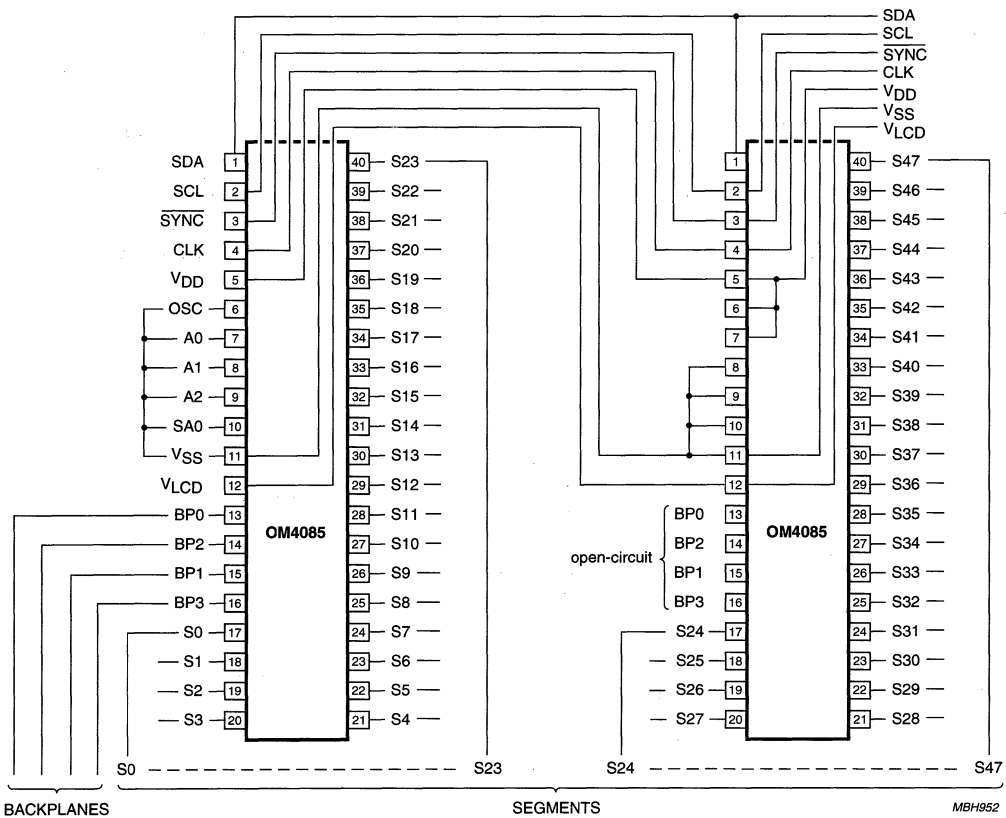 SDA
SCL
SYNC
CLK
VDD
VSS
VLCD
SDA 1 40 S23
SCL 2 39 S22
SYNC 3 38 S21
CLK 4 37 S20
VDD 5 36 S19
OSC 6 35 S18
A0 7 34 S17
A1 8 33 S16
A2 9 32 S15
SA0 10 31 S14
VSS 11 30 S13
VLCD 12 29 S12
BP0 13 28 S11
OM4085
BP2 14 27 S10
BP1 15 26 S9
BP3 16 25 S8
S0 17 24 S7
S1 18 23 S6
S2 19 22 S5
S3 20 21 S4
1 40 S47
2 39 S46
3 38 S45
4 37 S44
5 36 S43
6 35 S42
7 34 S41
8 33 S40
9 32 S39
10 31 S38
11 30 S37
12 29 S36
BP0 13 28 S35
OM4085
BP2 14 27 S34
open-circuit
BP1 15 26 S33
BP3 16 25 S32
S24 17 24 S31
S25 18 23 S30
S26 19 22 S29
S27 20 21 S28
S0 S23 S24 S47
BACKPLANES SEGMENTS MBH952